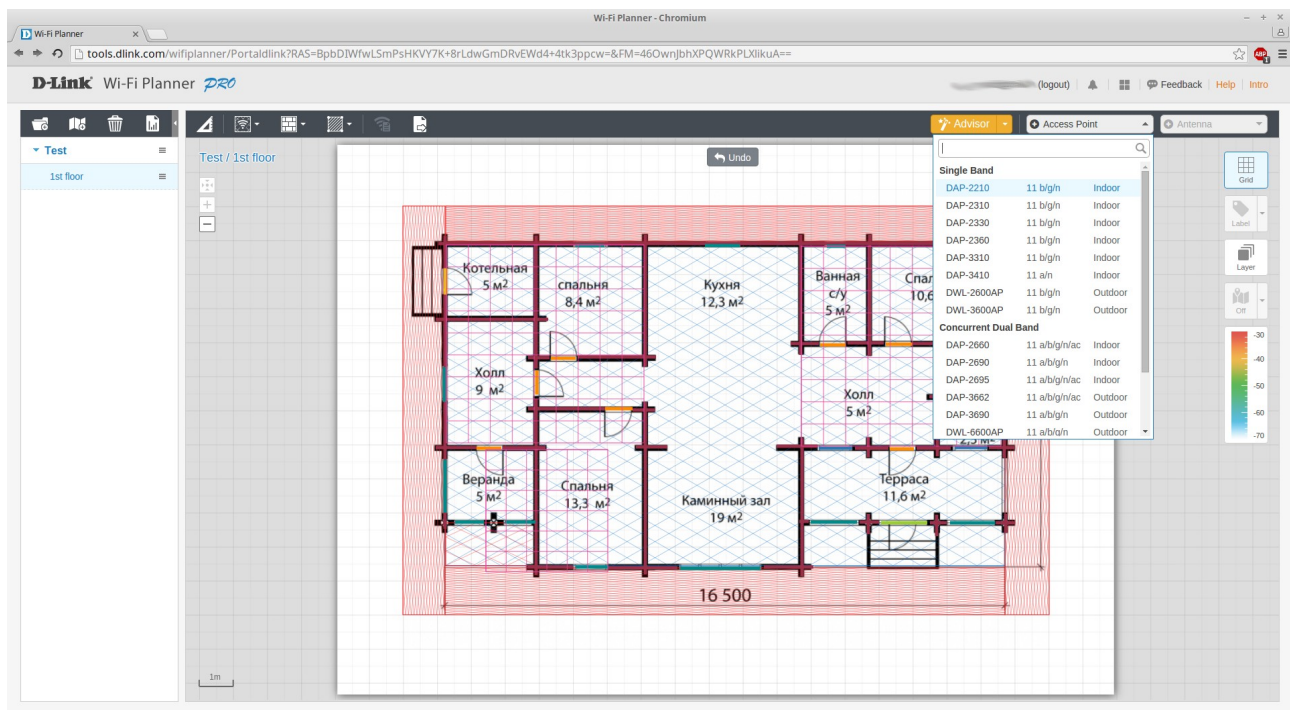 Wi-Fi Planner - Chromium
Wi-Fi Planner
tools.dlink.com/wifiplanner/Portaldlink?RAS=BpbDIWfwLSmPsHKVY7K+8rLdwGmDRvEWd4+4tk3ppcw=&FM=46OwnJbhXPQWRkPLXlikuA==
ABP
D-Link Wi-Fi Planner PRO
(logout) Feedback Help Intro
Advisor Access Point Antenna
Test
1st floor
Test / 1st floor
Undo
Single Band
DAP-2210 11 b/g/n Indoor
DAP-2310 11 b/g/n Indoor
DAP-2330 11 b/g/n Indoor
DAP-2360 11 b/g/n Indoor
DAP-3310 11 b/g/n Indoor
DAP-3410 11 a/n Indoor
DWL-2600AP 11 b/g/n Outdoor
DWL-3600AP 11 b/g/n Outdoor
Concurrent Dual Band
DAP-2660 11 a/b/g/n/ac Indoor
DAP-2690 11 a/b/g/n Indoor
DAP-2695 11 a/b/g/n/ac Indoor
DAP-3662 11 a/b/g/n/ac Outdoor
DAP-3690 11 a/b/g/n Outdoor
DWL-6600AP 11 a/b/g/n Outdoor
Grid
Label
Layer
Off
-30
-40
-50
-60
-70
Котельная
5 м²
спальня
8,4 м²
Кухня
12,3 м²
Ванная
с/у
5 м²
Спал
10,6
Холл
9 м²
Холл
5 м²
2,5 м²
Веранда
5 м²
Спальня
13,3 м²
Каминный зал
19 м²
Терраса
11,6 м²
16 500
1m